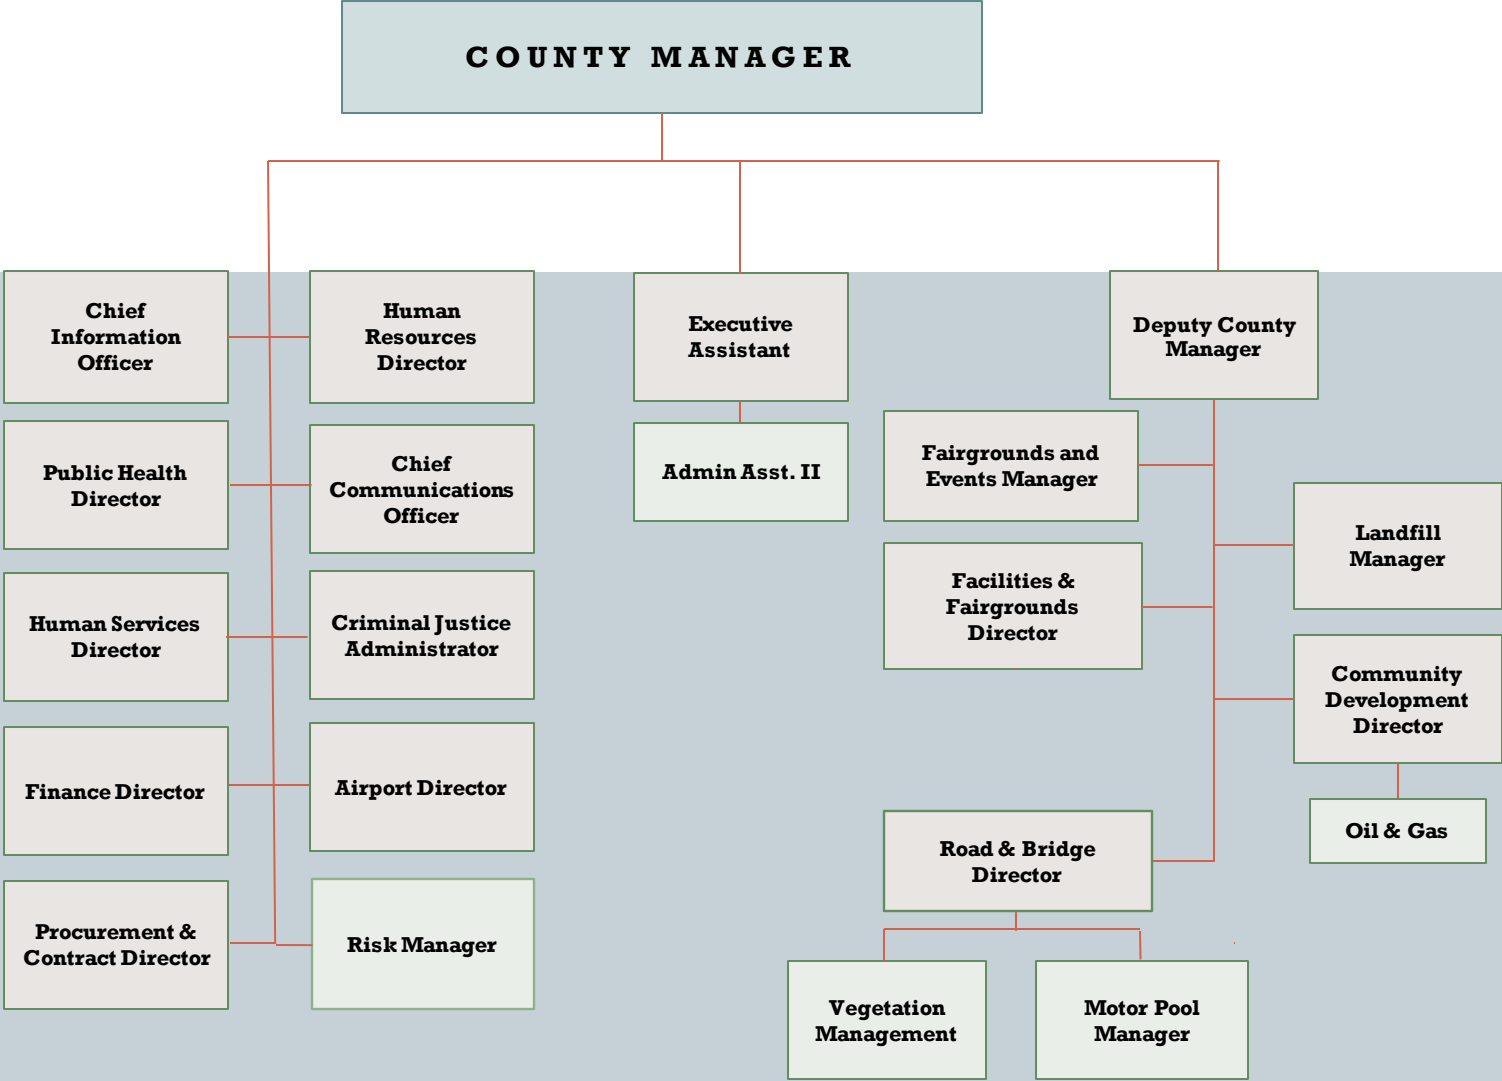 COUNTY MANAGER
Chief
Information
Officer
Human
Resources
Director
Executive
Assistant
Deputy County
Manager
Public Health
Director
Chief
Communications
Officer
Admin Asst. II
Fairgrounds and
Events Manager
Landfill
Manager
Human Services
Director
Criminal Justice
Administrator
Facilities &
Fairgrounds
Director
Community
Development
Director
Finance Director
Airport Director
Oil & Gas
Road & Bridge
Director
Procurement &
Contract Director
Risk Manager
Vegetation
Management
Motor Pool
Manager